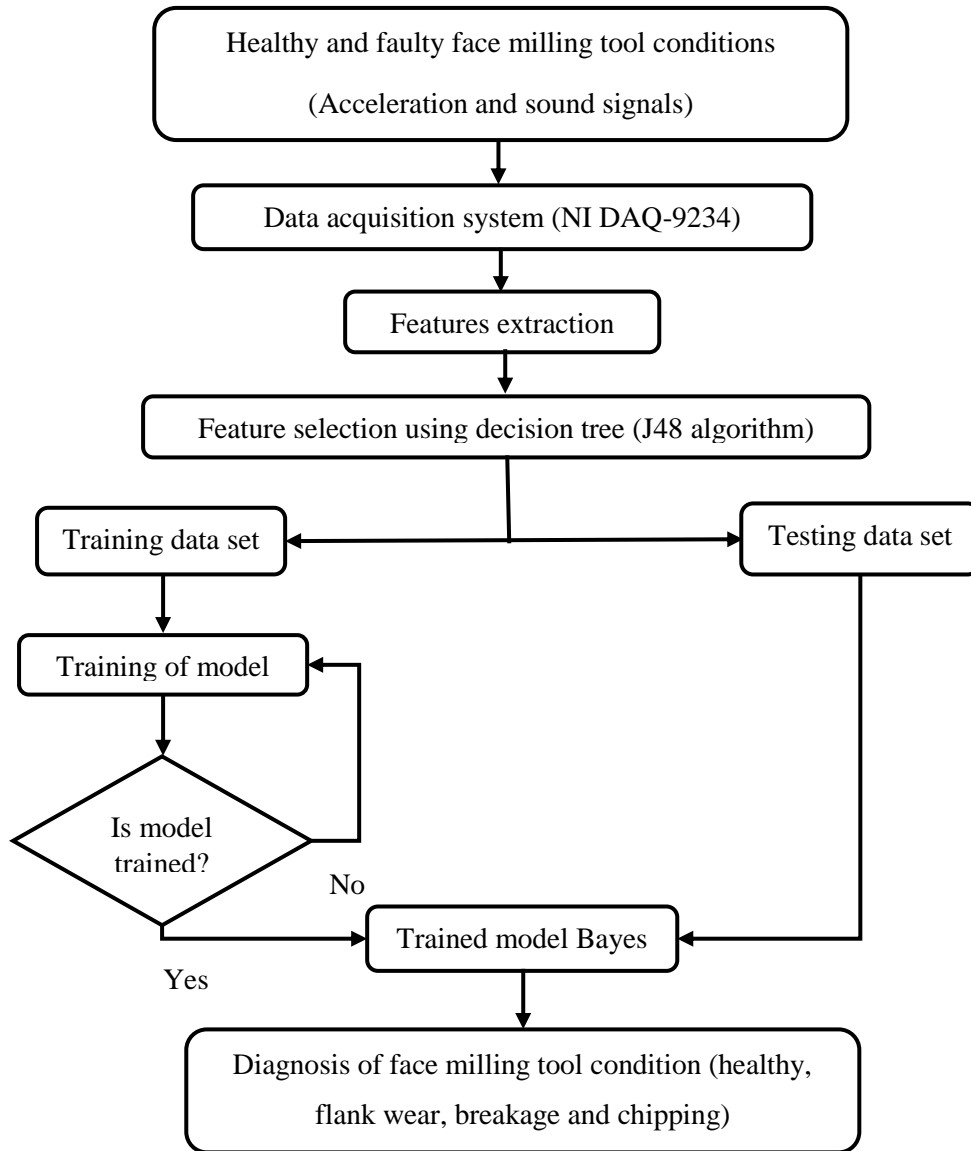 Healthy and faulty face milling tool conditions
(Acceleration and sound signals)
Data acquisition system (NI DAQ-9234)
Features extraction
Feature selection using decision tree (J48 algorithm)
Training data set
Testing data set
Training of model
Is model
trained?
No
Trained model Bayes
Yes
Diagnosis of face milling tool condition (healthy,
flank wear, breakage and chipping)